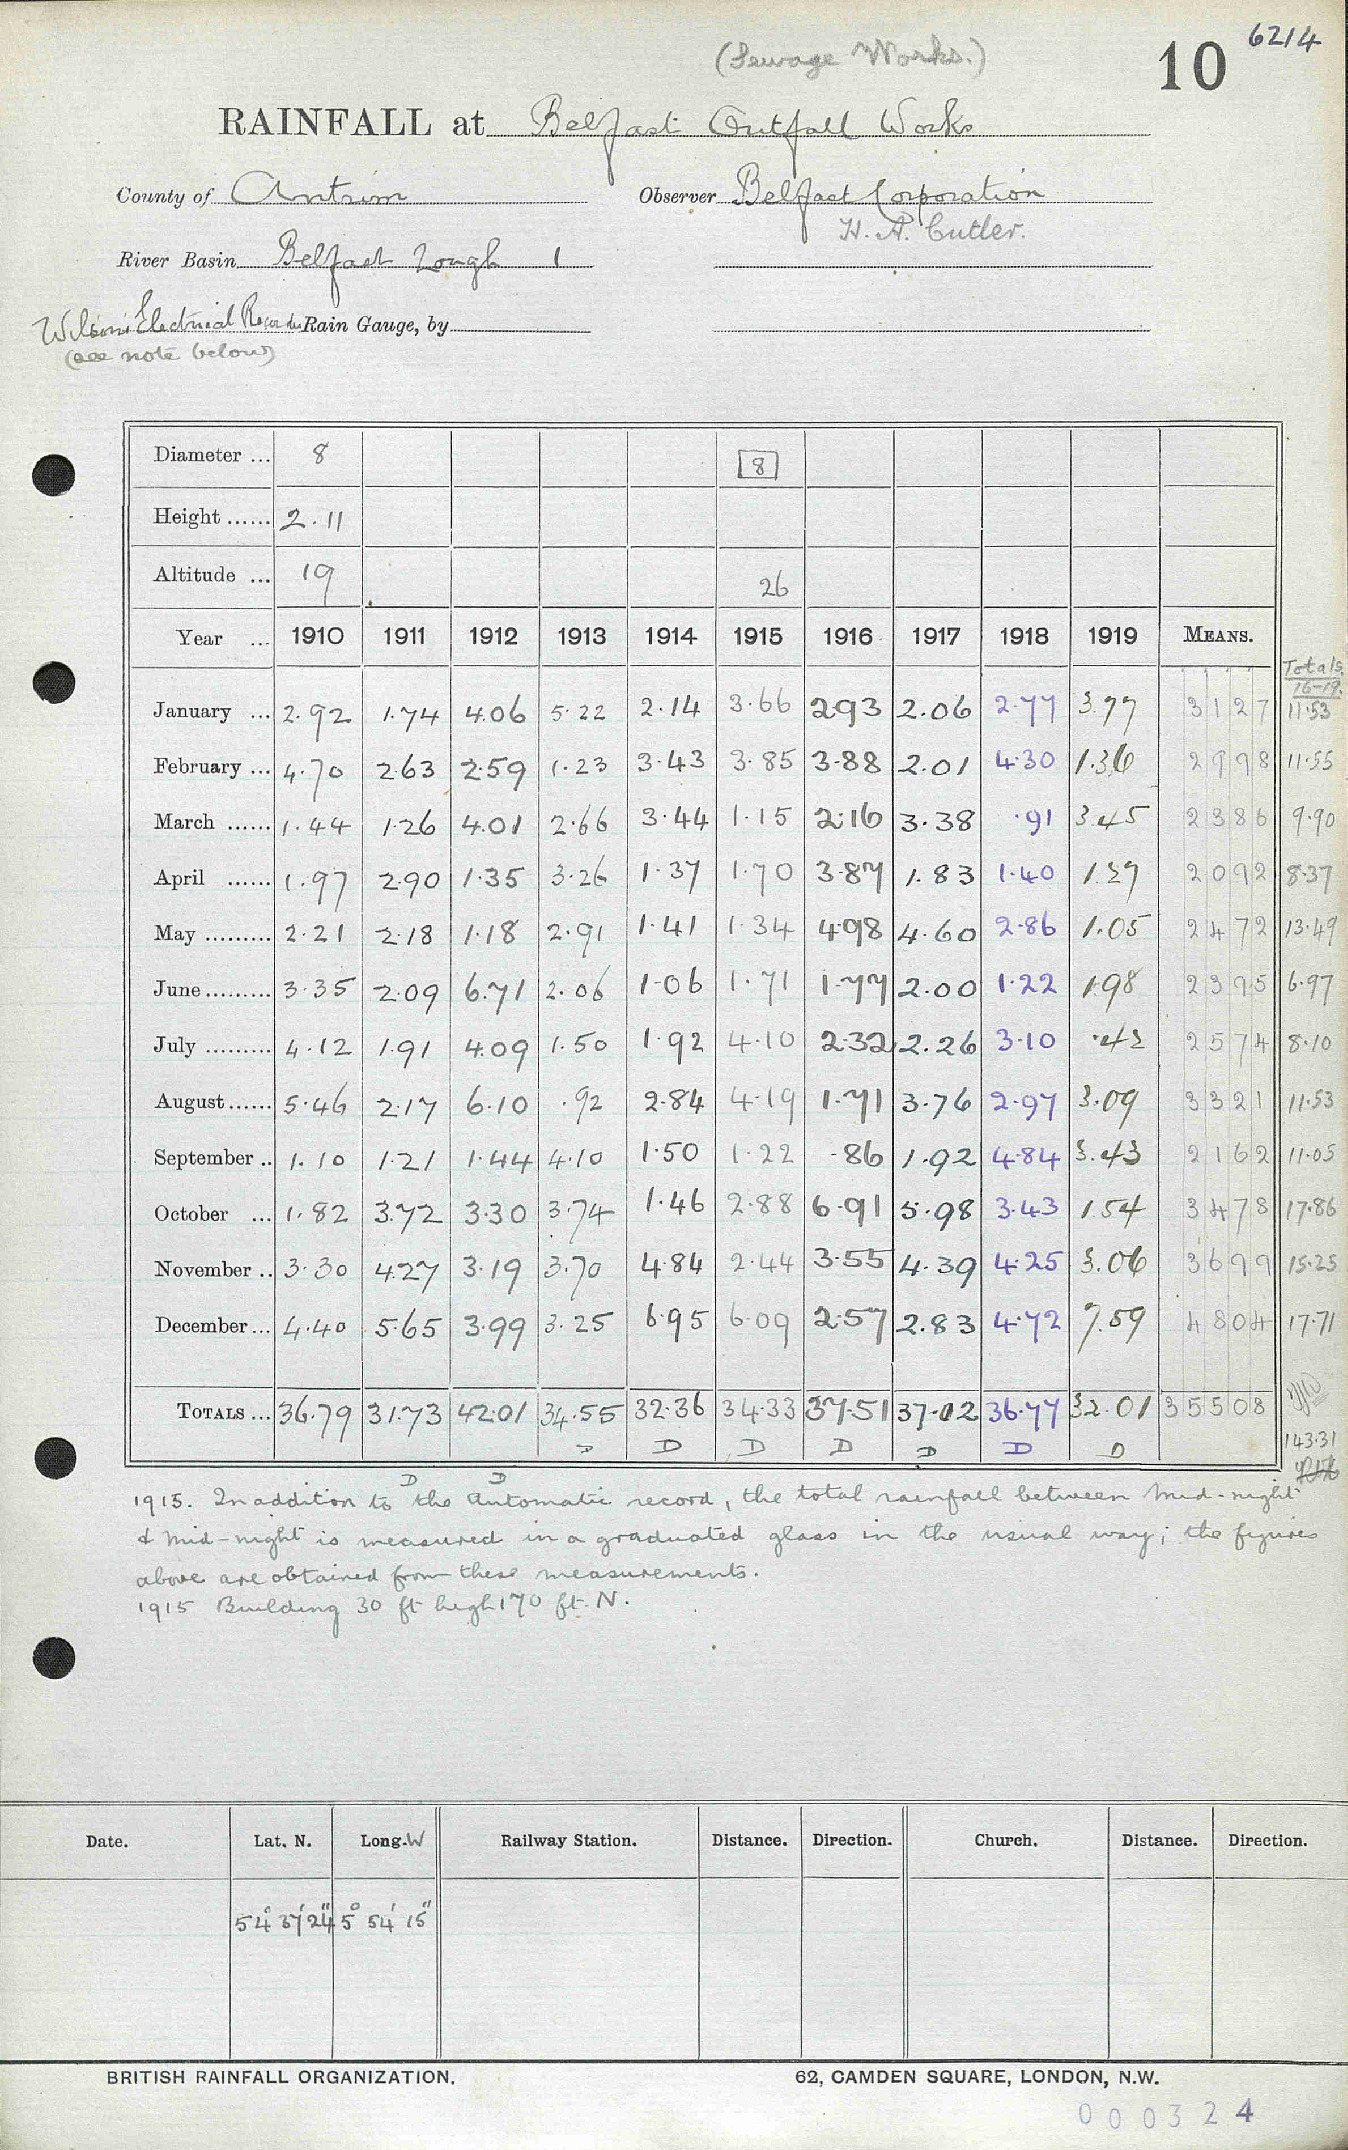 (Sewage Works.)
10
6214
RAINFALL at Belfast Outfall Works
County of Antrim Observer Belfast Corporation
H. A. Cutler.
River Basin Belfast Lough 1
Wilson's Electrical Recorder Rain Gauge, by
(see note below)
Diameter ... 8 8
Height ...... 2.11
Altitude ... 19 26
Year ... 1910 1911 1912 1913 1914 1915 1916 1917 1918 1919 MEANS.
Totals
16-19.
January ... 2.92 1.74 4.06 5.22 2.14 3.66 2.93 2.06 2.77 3.77 3127 11.53
February ... 4.70 2.63 2.59 1.23 3.43 3.85 3.88 2.01 4.30 1.36 2998 11.55
March ...... 1.44 1.26 4.01 2.66 3.44 1.15 2.16 3.38 .91 3.45 2386 9.90
April ...... 1.97 2.90 1.35 3.26 1.37 1.70 3.87 1.83 1.40 1.27 2092 8.37
May ......... 2.21 2.18 1.18 2.91 1.41 1.34 4.98 4.60 2.86 1.05 2472 13.49
June ......... 3.35 2.09 6.71 2.06 1.06 1.71 1.77 2.00 1.22 1.98 2395 6.97
July ......... 4.12 1.91 4.09 1.50 1.92 4.10 2.32 2.26 3.10 .42 2574 8.10
August ...... 5.46 2.17 6.10 .92 2.84 4.19 1.71 3.76 2.97 3.09 3321 11.53
September .. 1.10 1.21 1.44 4.10 1.50 1.22 .86 1.92 4.84 3.43 2162 11.05
October ... 1.82 3.72 3.30 3.74 1.46 2.88 6.91 5.98 3.43 1.54 3478 17.86
November .. 3.30 4.27 3.19 3.70 4.84 2.44 3.55 4.39 4.25 3.06 3699 15.25
December ... 4.40 5.65 3.99 3.25 6.95 6.09 2.57 2.83 4.72 7.59 4804 17.71
TOTALS ... 36.79 31.73 42.01 34.55 32.36 34.33 37.51 37.02 36.77 32.01 35508
D D D D D D D 143.31
D D
1915. In addition to the automatic record, the total rainfall between mid-night
& mid-night is measured in a graduated glass in the usual way; the figures
above are obtained from these measurements.
1915 Building 30 ft high 170 ft. N.
Date. Lat. N. Long. W Railway Station. Distance. Direction. Church. Distance. Direction.
54° 37' 24" 5° 54' 15"
BRITISH RAINFALL ORGANIZATION. 62, CAMDEN SQUARE, LONDON, N.W.
000324